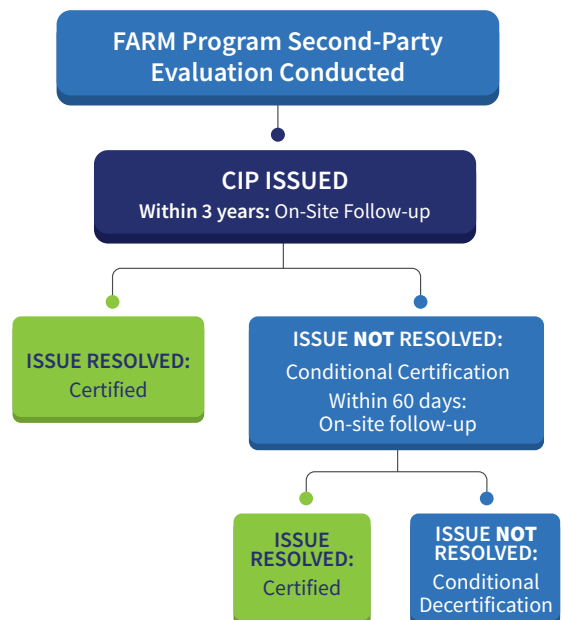 FARM Program Second-Party
Evaluation Conducted
CIP ISSUED
Within 3 years: On-Site Follow-up
ISSUE RESOLVED:
Certified
ISSUE NOT RESOLVED:
Conditional Certification
Within 60 days:
On-site follow-up
ISSUE
RESOLVED:
Certified
ISSUE NOT
RESOLVED:
Conditional
Decertification